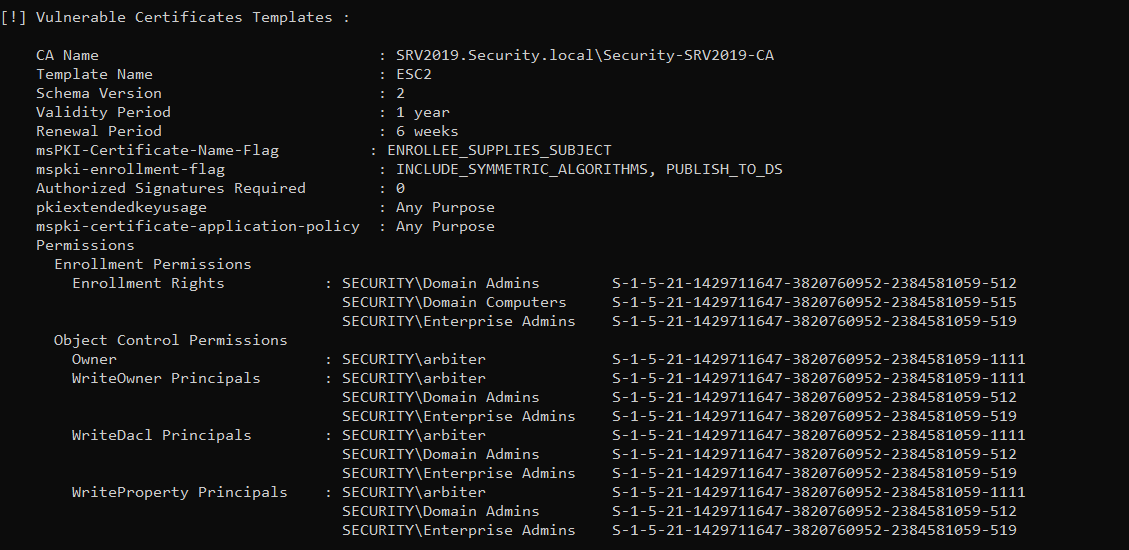 [!] Vulnerable Certificates Templates :
CA Name : SRV2019.Security.local\Security-SRV2019-CA
Template Name : ESC2
Schema Version : 2
Validity Period : 1 year
Renewal Period : 6 weeks
msPKI-Certificate-Name-Flag : ENROLLEE_SUPPLIES_SUBJECT
mspki-enrollment-flag : INCLUDE_SYMMETRIC_ALGORITHMS, PUBLISH_TO_DS
Authorized Signatures Required : 0
pkiextendedkeyusage : Any Purpose
mspki-certificate-application-policy : Any Purpose
Permissions
Enrollment Permissions
Enrollment Rights : SECURITY\Domain Admins S-1-5-21-1429711647-3820760952-2384581059-512
SECURITY\Domain Computers S-1-5-21-1429711647-3820760952-2384581059-515
SECURITY\Enterprise Admins S-1-5-21-1429711647-3820760952-2384581059-519
Object Control Permissions
Owner : SECURITY\arbiter S-1-5-21-1429711647-3820760952-2384581059-1111
WriteOwner Principals : SECURITY\arbiter S-1-5-21-1429711647-3820760952-2384581059-1111
SECURITY\Domain Admins S-1-5-21-1429711647-3820760952-2384581059-512
SECURITY\Enterprise Admins S-1-5-21-1429711647-3820760952-2384581059-519
WriteDacl Principals : SECURITY\arbiter S-1-5-21-1429711647-3820760952-2384581059-1111
SECURITY\Domain Admins S-1-5-21-1429711647-3820760952-2384581059-512
SECURITY\Enterprise Admins S-1-5-21-1429711647-3820760952-2384581059-519
WriteProperty Principals : SECURITY\arbiter S-1-5-21-1429711647-3820760952-2384581059-1111
SECURITY\Domain Admins S-1-5-21-1429711647-3820760952-2384581059-512
SECURITY\Enterprise Admins S-1-5-21-1429711647-3820760952-2384581059-519